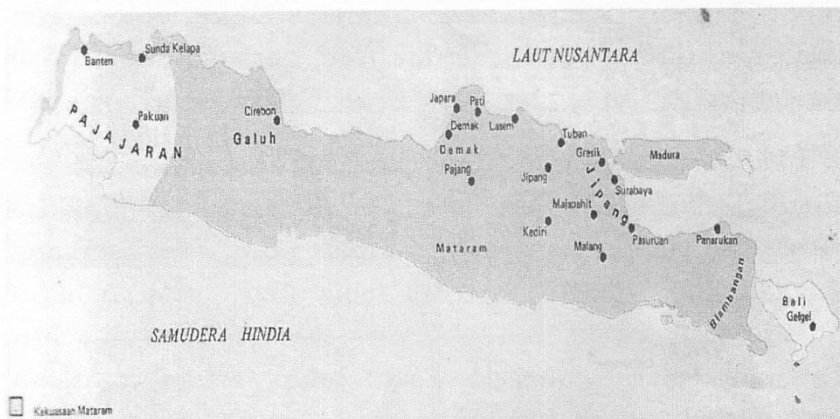 LAUT NUSANTARA
Banten
Sunda Kelapa
Pakuan
PAJAJARAN
Cirebon
Galuh
Japara
Pati
Demak
Demak
Lasem
Tuban
Pajang
Jipang
Gresik
Madura
Jipang
Surabaya
Majapahit
Kediri
Mataram
Malang
Pasuruan
Panarukan
Blambangan
Bali
Gelgel
SAMUDERA HINDIA
Kekuasaan Mataram